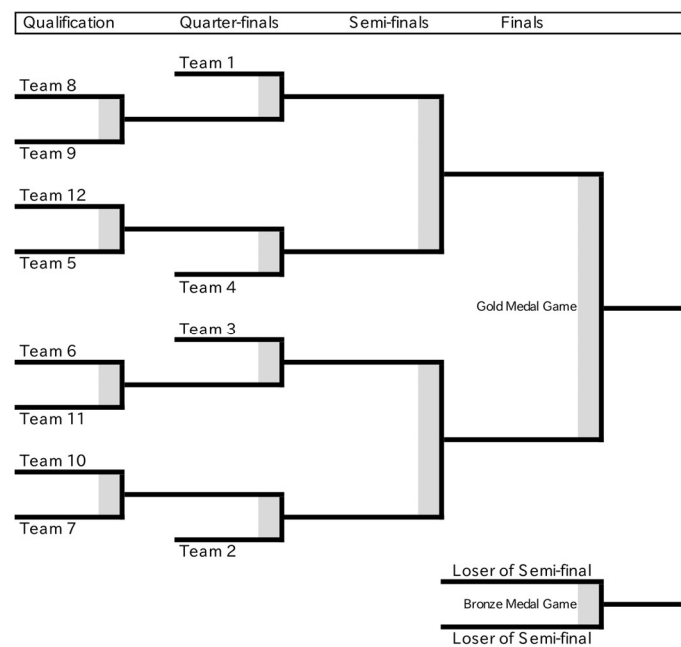 Qualification Quarter-finals Semi-finals Finals
Team 1
Team 8
Team 9
Team 12
Team 5
Team 4
Gold Medal Game
Team 3
Team 6
Team 11
Team 10
Team 7
Team 2
Loser of Semi-final
Bronze Medal Game
Loser of Semi-final